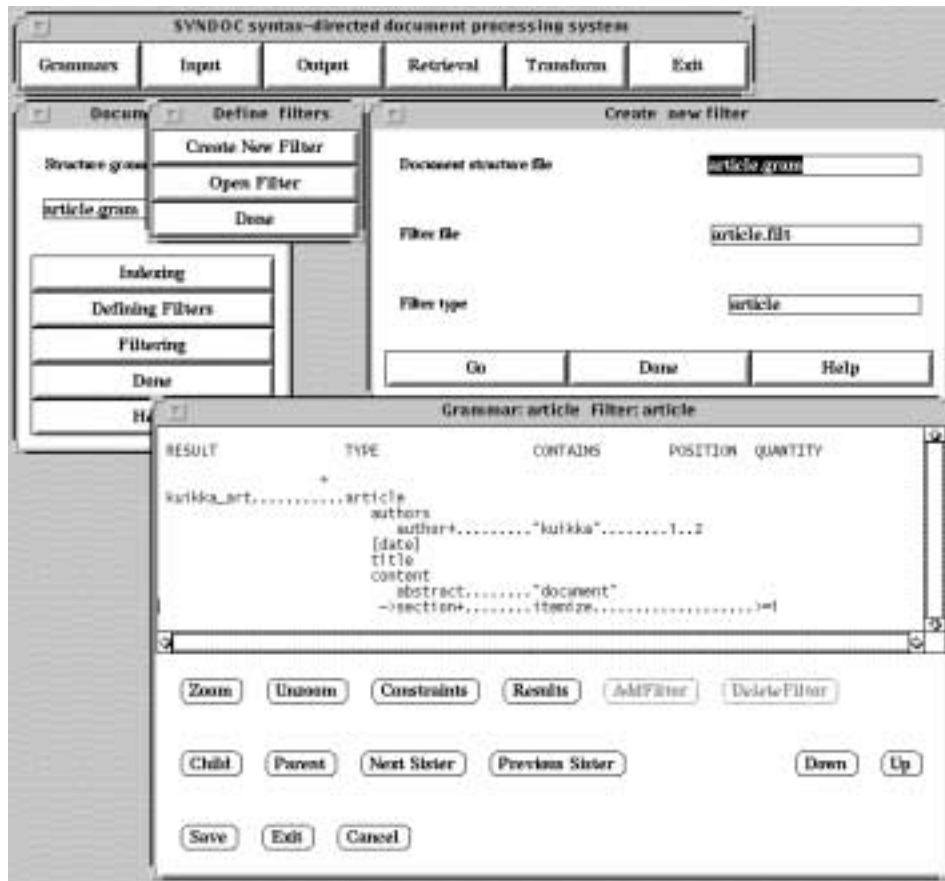 SYNDOC syntax-directed document processing system
Grammars Input Output Retrieval Transform Exit
Docum
Structure gram
article.gram
Indexing
Defining Filters
Filtering
Done
He
Define filters
Create New Filter
Open Filter
Done
Create new filter
Document structure file article.gram
Filter file article.filt
Filter type article
Go Done Help
Grammar: article Filter: article
RESULT TYPE CONTAINS POSITION QUANTITY
+
kuikka_art...........article
authors
author+........."kuikka"........1..2
[date]
title
content
abstract........"document"
->section+........itemize...................>=1
Zoom Unzoom Constraints Results AddFilter DeleteFilter
Child Parent Next Sister Previous Sister Down Up
Save Exit Cancel